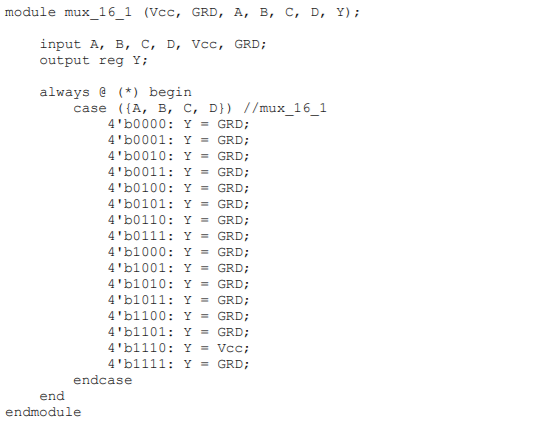 module mux_16_1 (Vcc, GRD, A, B, C, D, Y);
input A, B, C, D, Vcc, GRD;
output reg Y;
always @ (*) begin
case ({A, B, C, D}) //mux_16_1
4'b0000: Y = GRD;
4'b0001: Y = GRD;
4'b0010: Y = GRD;
4'b0011: Y = GRD;
4'b0100: Y = GRD;
4'b0101: Y = GRD;
4'b0110: Y = GRD;
4'b0111: Y = GRD;
4'b1000: Y = GRD;
4'b1001: Y = GRD;
4'b1010: Y = GRD;
4'b1011: Y = GRD;
4'b1100: Y = GRD;
4'b1101: Y = GRD;
4'b1110: Y = Vcc;
4'b1111: Y = GRD;
endcase
end
endmodule